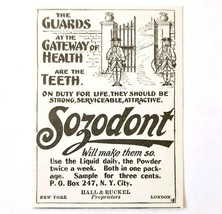 THE
GUARDS
AT THE
GATEWAY OF
HEALTH
ARE THE
TEETH.
ON DUTY FOR LIFE, THEY SHOULD BE
STRONG, SERVICEABLE, ATTRACTIVE.
Sozodont
Will make them so.
Use the Liquid daily, the Powder
twice a week. Both in one pack-
age. Sample for three cents.
P. O. Box 247, N. Y. City.
HALL & RUCKEL
NEW YORK Proprietors LONDON